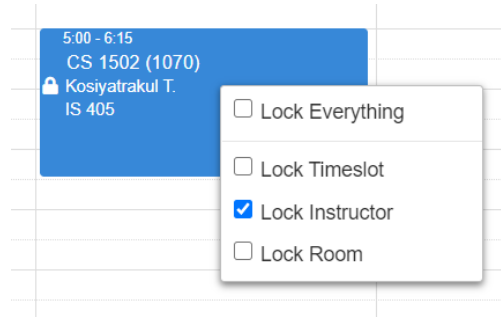 5:00 - 6:15
CS 1502 (1070)
Kosiyatrakul T.
IS 405
Lock Everything
Lock Timeslot
Lock Instructor
Lock Room